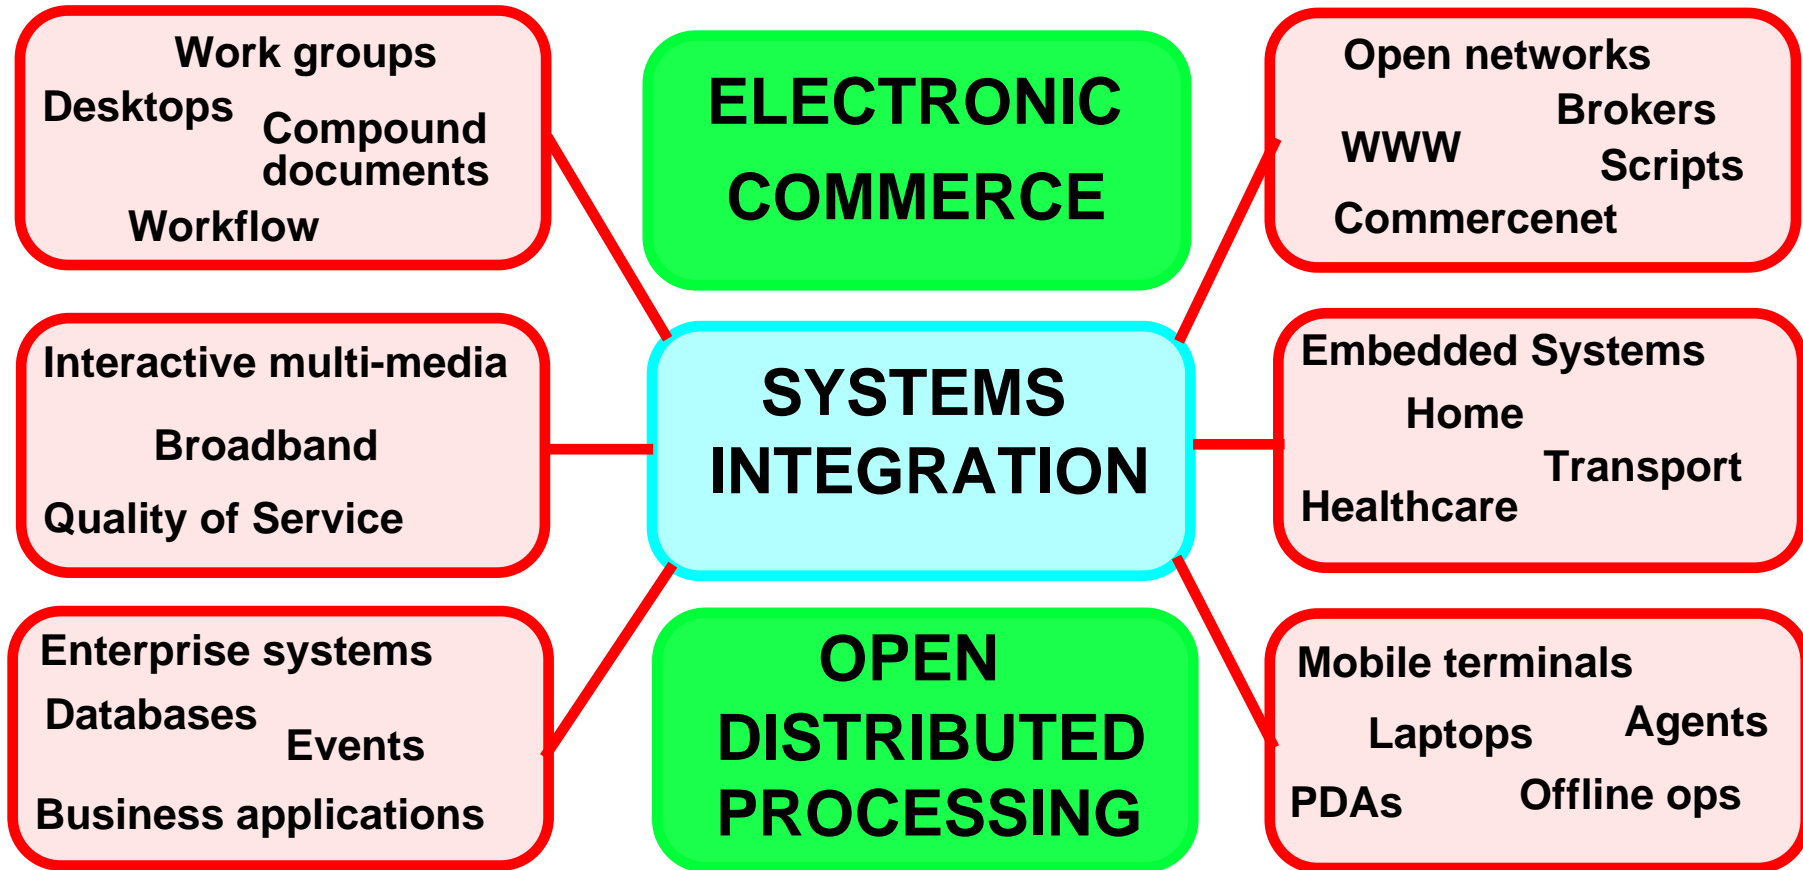 Work groups
Desktops
Compound
documents
Workflow
ELECTRONIC
COMMERCE
Open networks
Brokers
WWW
Scripts
Commercenet
Interactive multi-media
Broadband
Quality of Service
SYSTEMS
INTEGRATION
Embedded Systems
Home
Transport
Healthcare
Enterprise systems
Databases
Events
Business applications
OPEN
DISTRIBUTED
PROCESSING
Mobile terminals
Agents
Laptops
Offline ops
PDAs